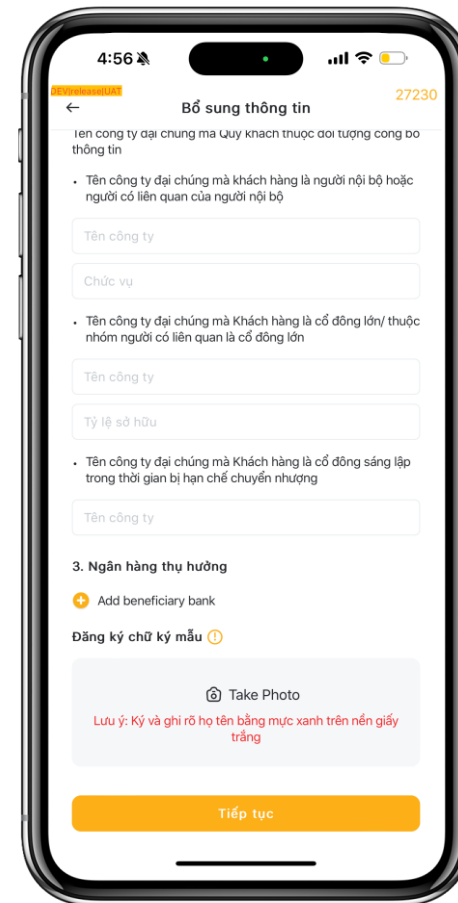 4:56
DEV|release|UAT
27230
Bổ sung thông tin
Tên công ty đại chúng mà Quý khách thuộc đối tượng công bố
thông tin
• Tên công ty đại chúng mà khách hàng là người nội bộ hoặc
người có liên quan của người nội bộ
Tên công ty
Chức vụ
• Tên công ty đại chúng mà Khách hàng là cổ đông lớn/ thuộc
nhóm người có liên quan là cổ đông lớn
Tên công ty
Tỷ lệ sở hữu
• Tên công ty đại chúng mà Khách hàng là cổ đông sáng lập
trong thời gian bị hạn chế chuyển nhượng
Tên công ty
3. Ngân hàng thụ hưởng
Add beneficiary bank
Đăng ký chữ ký mẫu
Take Photo
Lưu ý: Ký và ghi rõ họ tên bằng mực xanh trên nền giấy
trắng
Tiếp tục